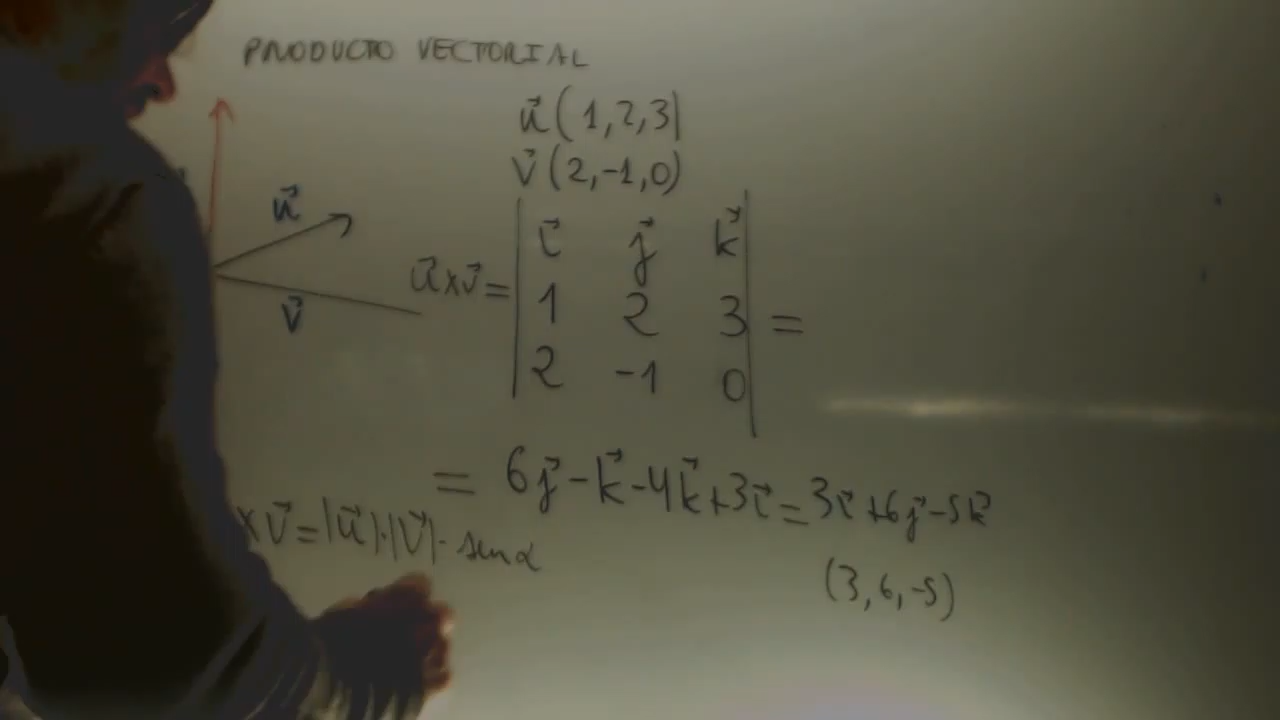 PRODUCTO VECTORIAL
u⃗(1,2,3)
v⃗(2,-1,0)
u⃗
v⃗
u⃗xv⃗=
| i⃗ j⃗ k⃗ |
| 1 2 3 | =
| 2 -1 0 |
= 6j⃗-k⃗-4k⃗+3i⃗=3i⃗+6j⃗-5k⃗
xv⃗=|u⃗|·|v⃗|· sen α
(3,6,-5)